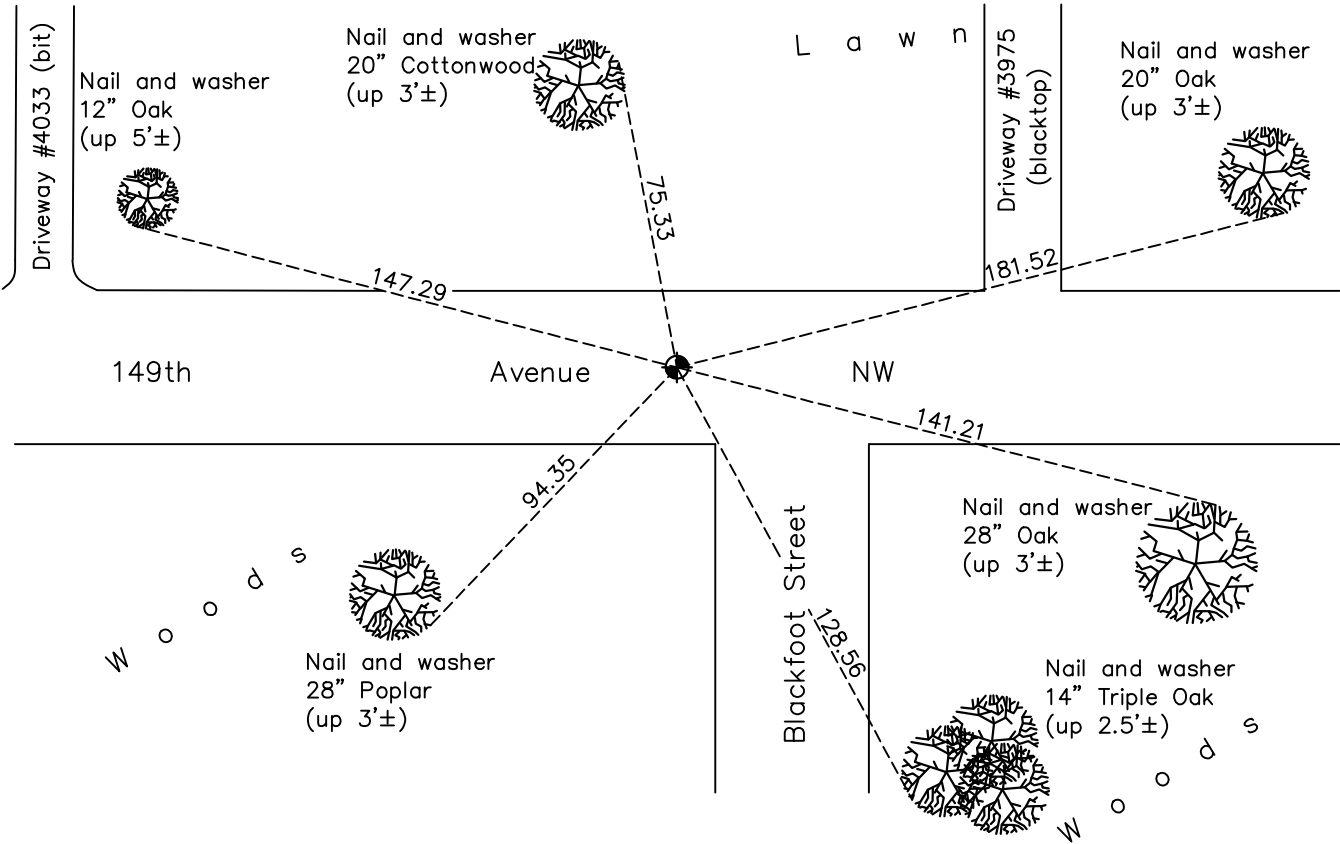 Driveway #4033 (bit)
Nail and washer
12” Oak
(up 5’±)
Nail and washer
20” Cottonwood
(up 3’±)
L a w n
Driveway #3975
(blacktop)
Nail and washer
20” Oak
(up 3’±)
75.33
147.29
181.52
149th Avenue NW
141.21
94.35
Nail and washer
28” Oak
(up 3’±)
Blackfoot Street
128.56
W o o d s
Nail and washer
28” Poplar
(up 3’±)
Nail and washer
14” Triple Oak
(up 2.5’±)
W o o d s